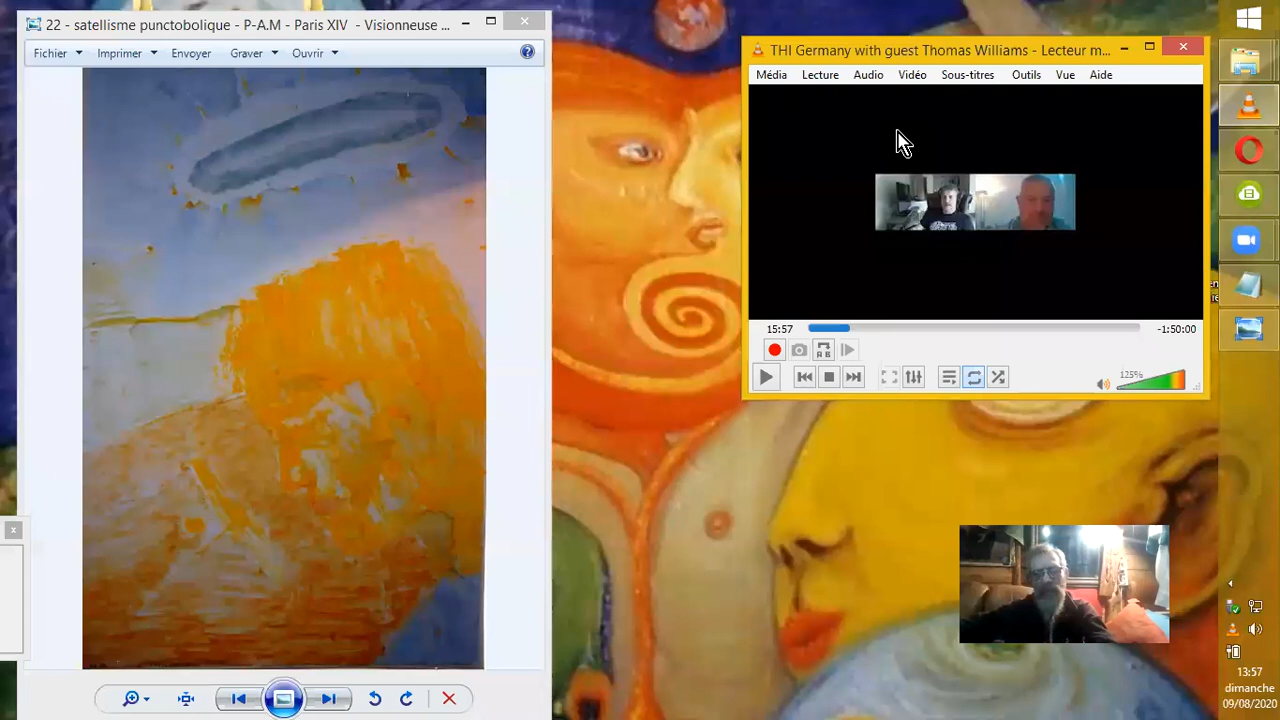 22 - satellisme punctobolique - P-A-M - Paris XIV - Visionneuse ...
Fichier Imprimer Envoyer Graver Ouvrir
THI Germany with guest Thomas Williams - Lecteur m...
Média Lecture Audio Vidéo Sous-titres Outils Vue Aide
15:57 -1:50:00
A B
125%
13:57
dimanche
09/08/2020